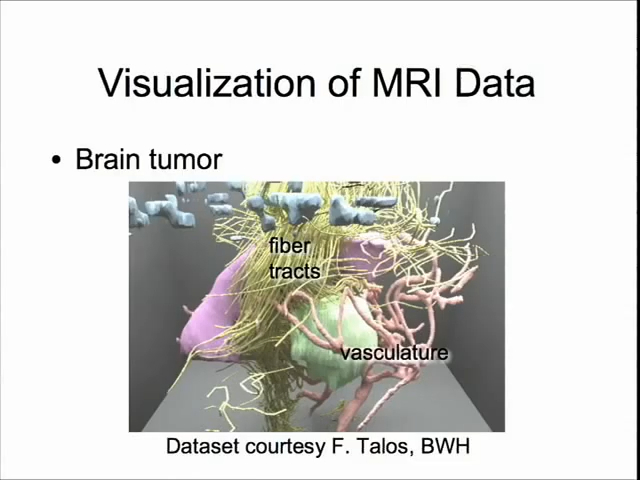 Visualization of MRI Data
• Brain tumor
fiber
tracts
vasculature
Dataset courtesy F. Talos, BWH